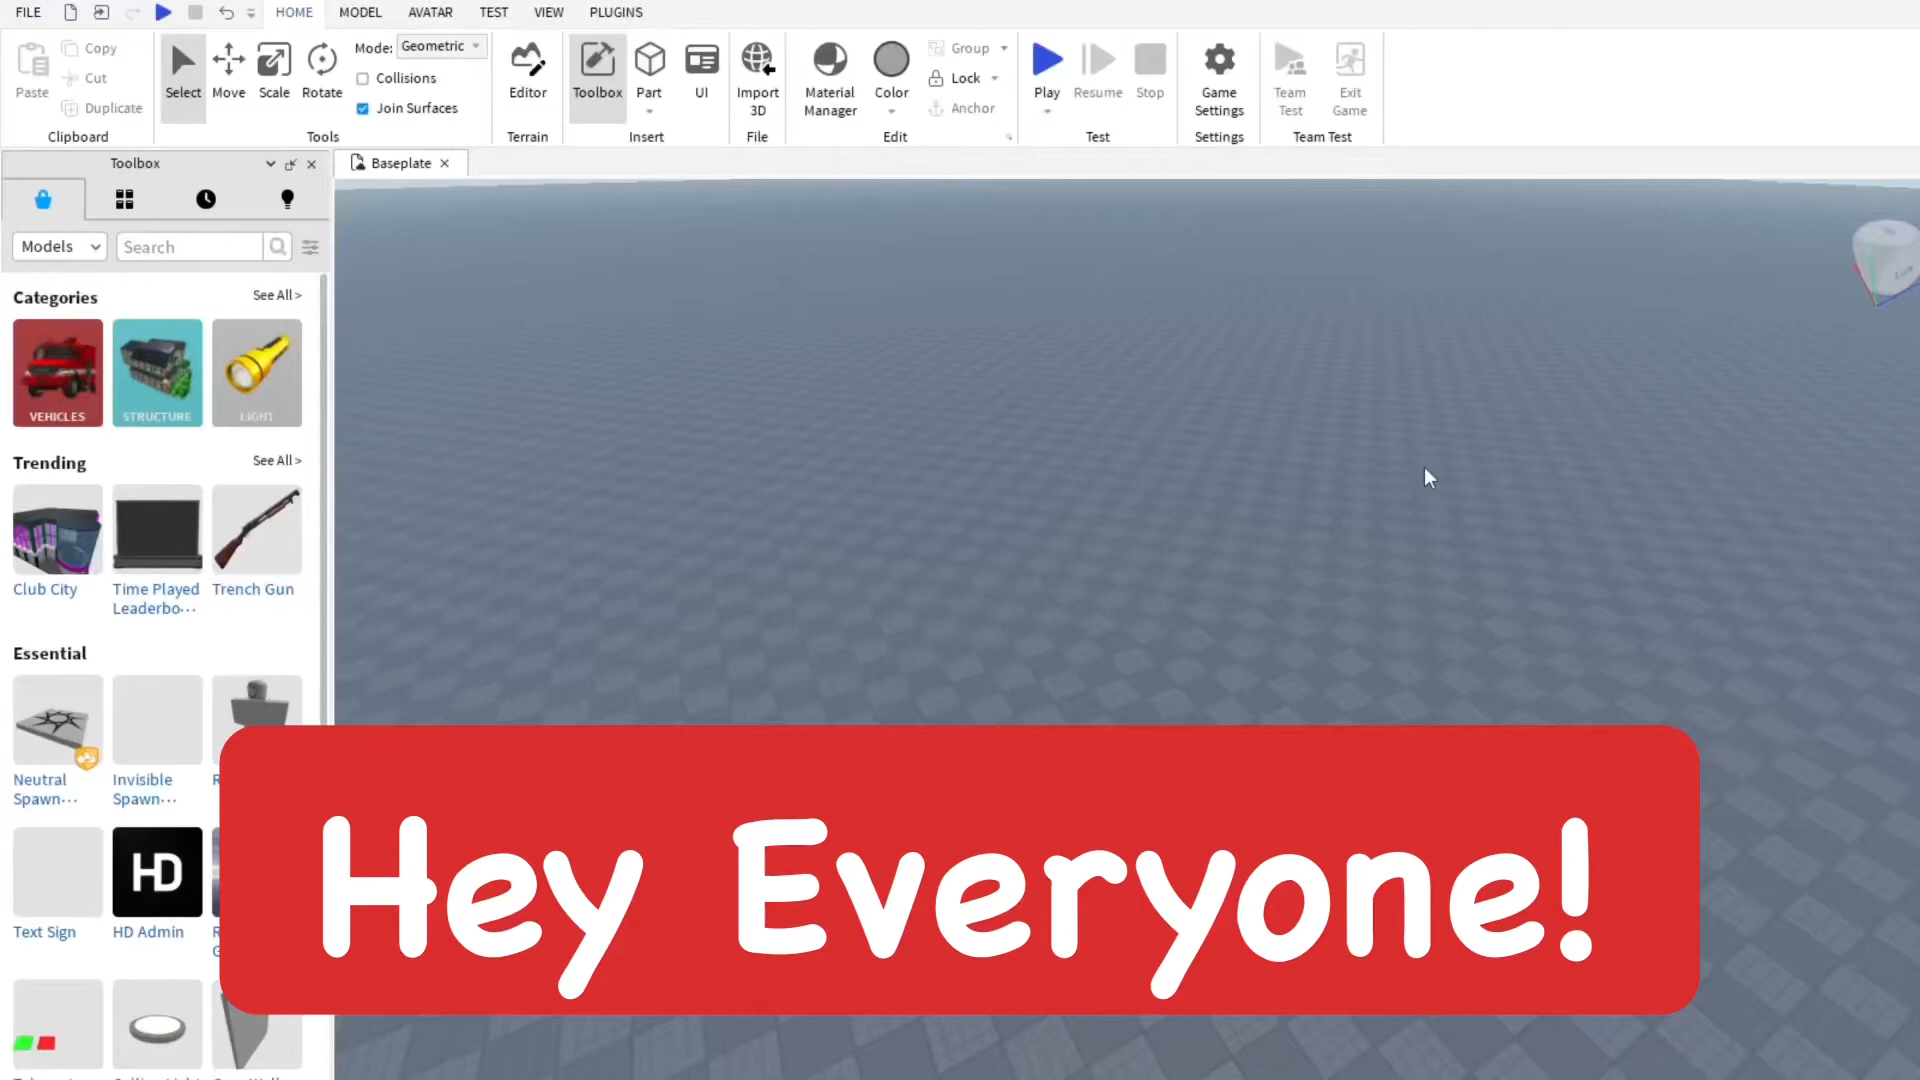 FILE HOME MODEL AVATAR TEST VIEW PLUGINS
Paste Copy Cut Duplicate Clipboard
Select Move Scale Rotate Mode: Geometric Collisions Join Surfaces Tools
Editor Terrain
Toolbox Part UI Insert
Import 3D File
Material Manager Color Group Lock Anchor Edit
Play Resume Stop Test
Game Settings Settings
Team Test Exit Game Team Test
Toolbox
Baseplate
Models Search
Categories See All >
VEHICLES STRUCTURE LIGHT
Trending See All >
Club City
Time Played Leaderbo...
Trench Gun
Essential
Neutral Spawn...
Invisible Spawn...
Text Sign
HD
HD Admin
Hey Everyone!